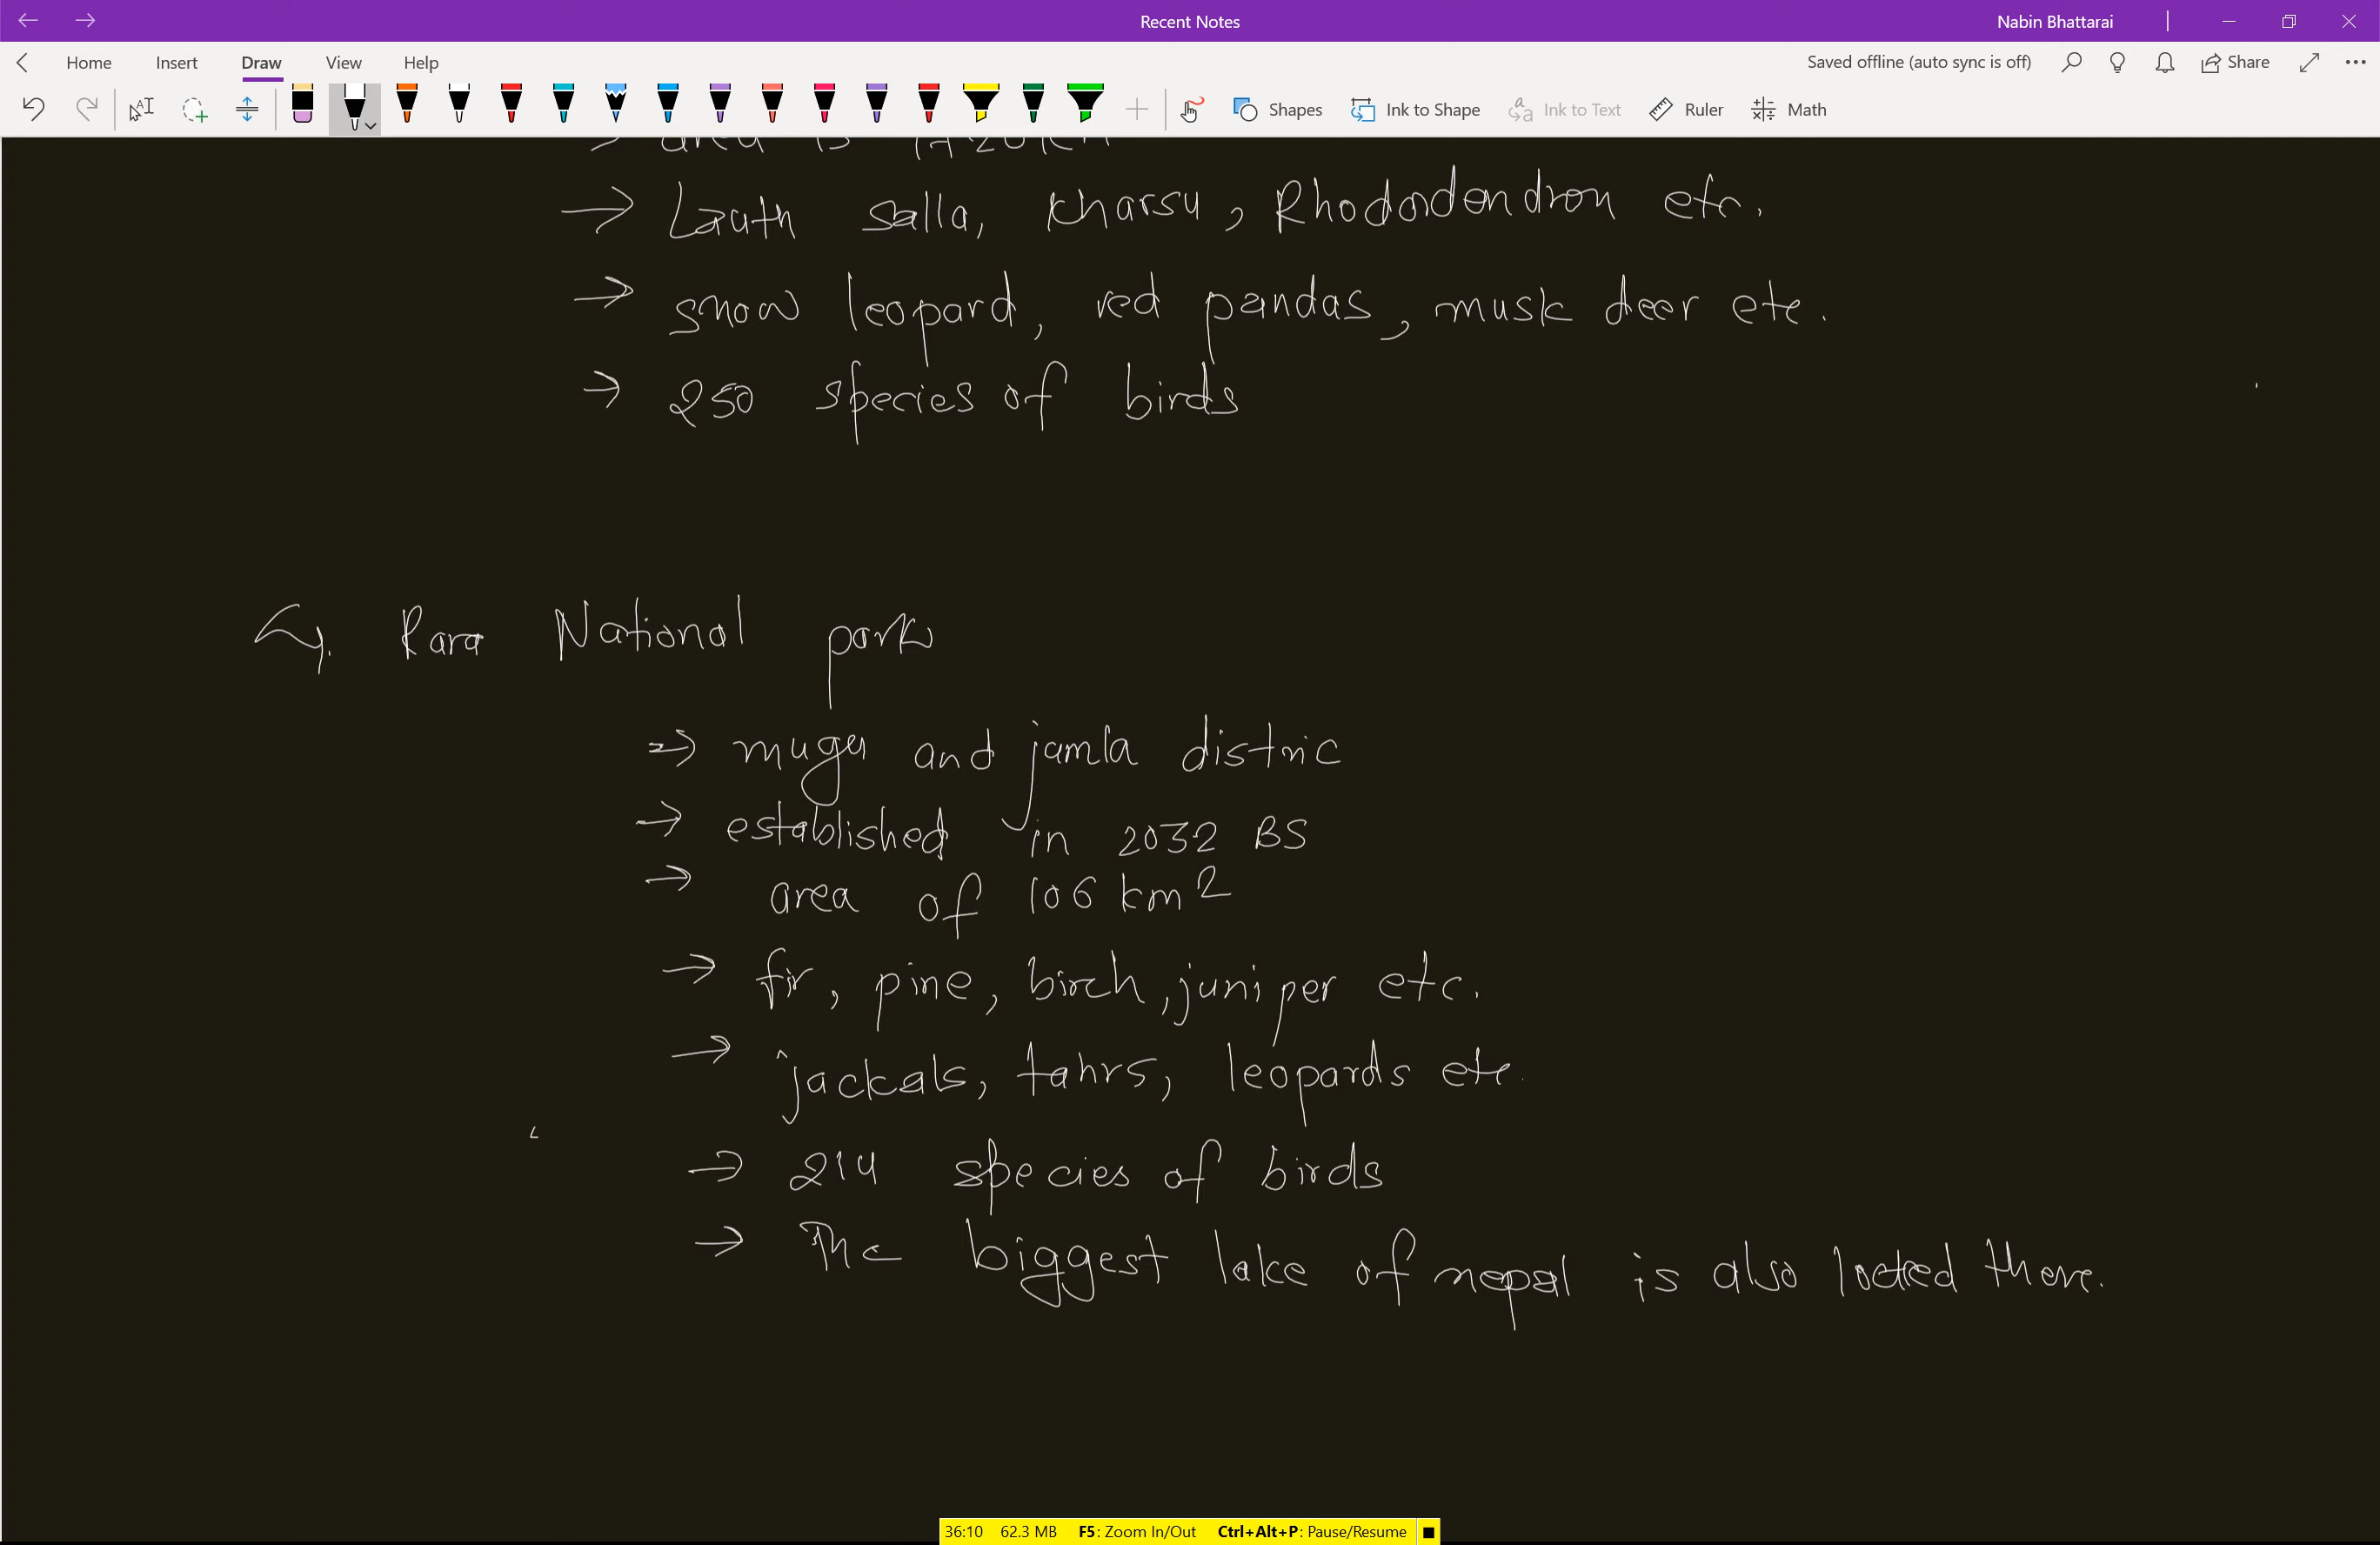 Recent Notes
Nabin Bhattarai
Home Insert Draw View Help
Saved offline (auto sync is off)
Share
Shapes Ink to Shape Ink to Text Ruler Math
→ area is
→ Lauth salla, kharsu, Rhododendron etc.
→ snow leopard, red pandas, musk deer etc.
→ 250 species of birds
4. Rara National park
→ mugu and jumla distric
→ established in 2032 BS
→ area of 106 km2
→ fir, pine, birch, juniper etc.
→ jackals, tahrs, leopards etc.
→ 214 species of birds
→ The biggest lake of nepal is also locted there.
36:10 62.3 MB F5: Zoom In/Out Ctrl+Alt+P: Pause/Resume